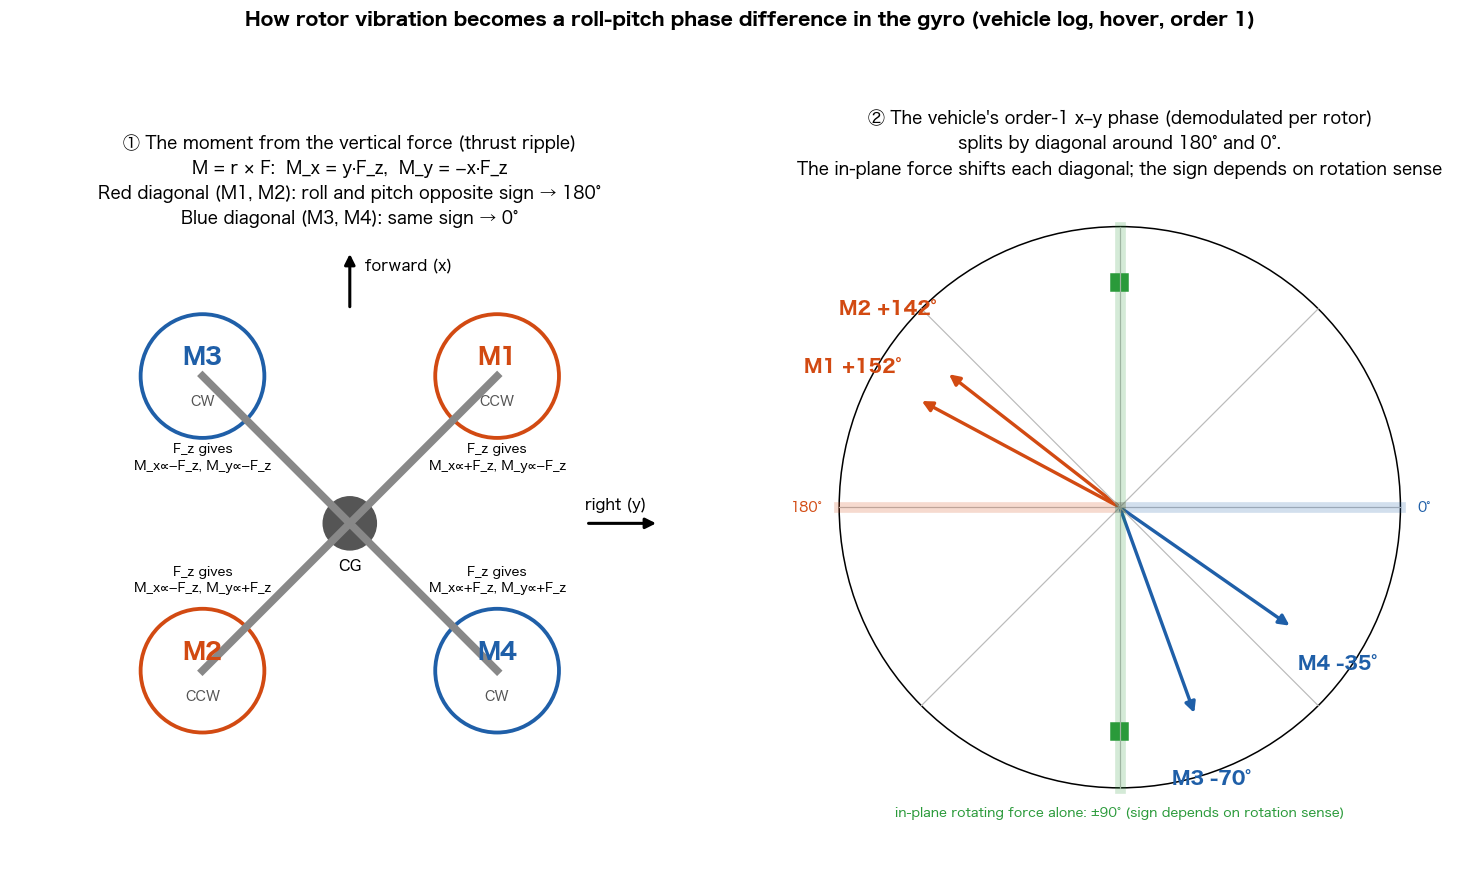 How rotor vibration becomes a roll-pitch phase difference in the gyro (vehicle log, hover, order 1)
① The moment from the vertical force (thrust ripple)
M = r × F:  M_x = y·F_z,  M_y = −x·F_z
Red diagonal (M1, M2): roll and pitch opposite sign → 180°
Blue diagonal (M3, M4): same sign → 0°
forward (x)
M3
CW
F_z gives
M_x∝−F_z, M_y∝−F_z
M1
CCW
F_z gives
M_x∝+F_z, M_y∝−F_z
right (y)
CG
F_z gives
M_x∝−F_z, M_y∝+F_z
M2
CCW
F_z gives
M_x∝+F_z, M_y∝+F_z
M4
CW
② The vehicle's order-1 x–y phase (demodulated per rotor)
splits by diagonal around 180° and 0°.
The in-plane force shifts each diagonal; the sign depends on rotation sense
M2 +142°
M1 +152°
180°
0°
M4 -35°
M3 -70°
in-plane rotating force alone: ±90° (sign depends on rotation sense)